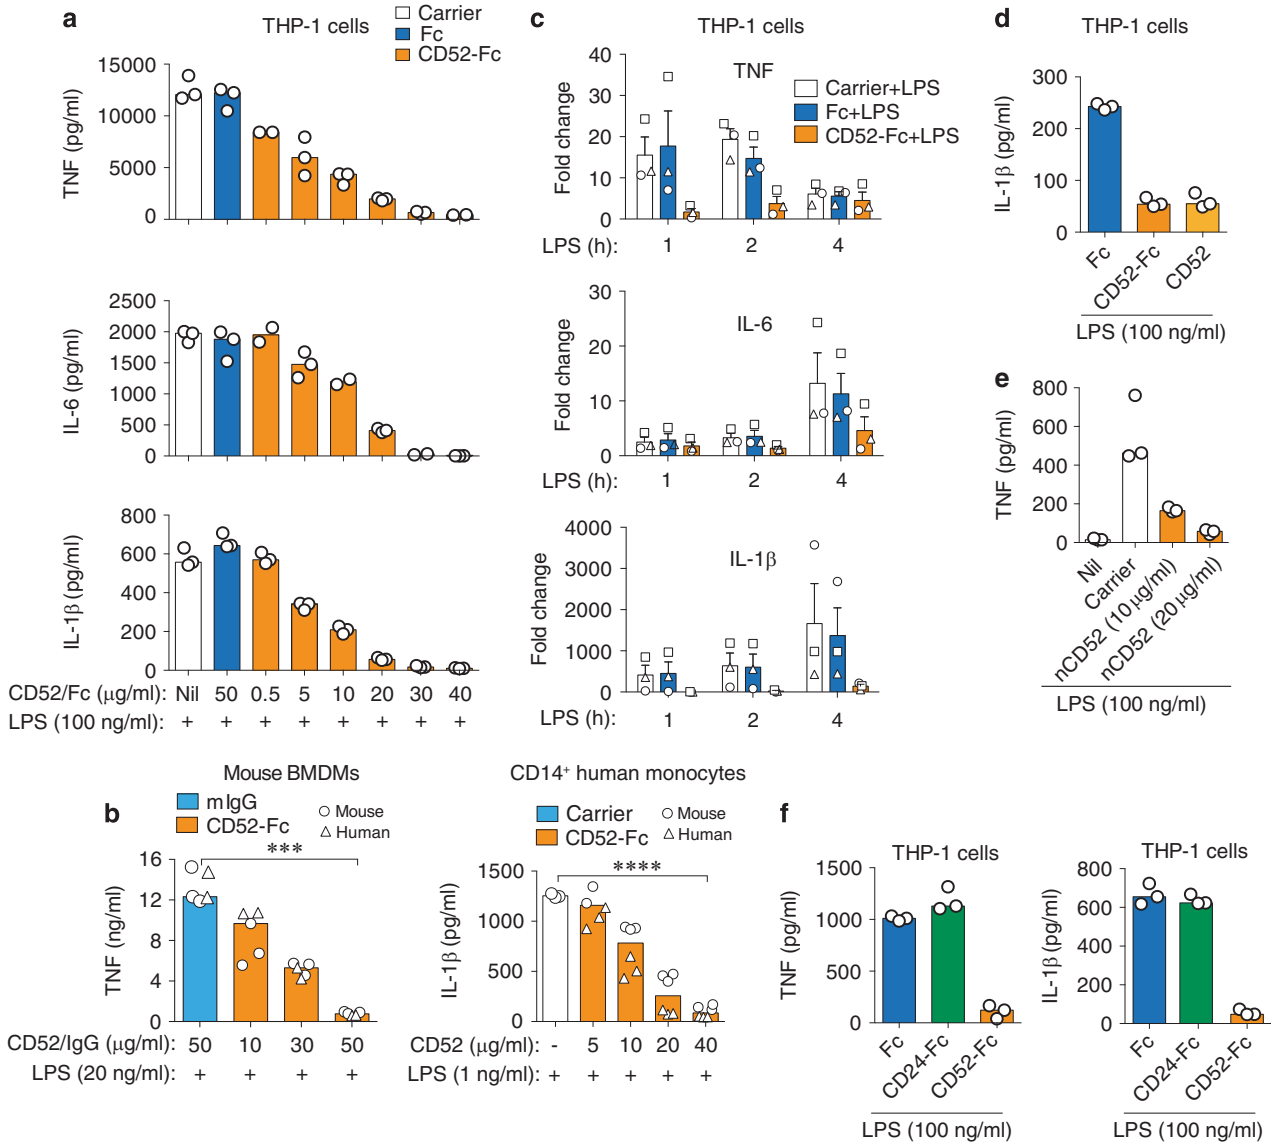 a
THP-1 cells
Carrier
Fc
CD52-Fc
TNF (pg/ml)
15000
10000
5000
0
IL-6 (pg/ml)
2500
2000
1500
1000
500
0
IL-1β (pg/ml)
800
600
400
200
0
CD52/Fc (μg/ml): Nil 50 0.5 5 10 20 30 40
LPS (100 ng/ml): + + + + + + + +
b
Mouse BMDMs
mIgG
CD52-Fc
Mouse
Human
***
TNF (ng/ml)
16
12
8
4
0
CD52/IgG (μg/ml): 50 10 30 50
LPS (20 ng/ml): + + + +
CD14+ human monocytes
Carrier
CD52-Fc
Mouse
Human
****
IL-1β (pg/ml)
1500
1000
500
0
CD52 (μg/ml): - 5 10 20 40
LPS (1 ng/ml): + + + + +
c
THP-1 cells
TNF
Carrier+LPS
Fc+LPS
CD52-Fc+LPS
Fold change
40
30
20
10
0
LPS (h): 1 2 4
IL-6
Fold change
30
20
10
0
LPS (h): 1 2 4
IL-1β
Fold change
4000
3000
2000
1000
0
LPS (h): 1 2 4
d
THP-1 cells
IL-1β (pg/ml)
300
200
100
0
Fc
CD52-Fc
CD52
LPS (100 ng/ml)
e
TNF (pg/ml)
800
600
400
200
0
Nil
Carrier
nCD52 (10 μg/ml)
nCD52 (20 μg/ml)
LPS (100 ng/ml)
f
THP-1 cells
TNF (pg/ml)
1500
1000
500
0
Fc
CD24-Fc
CD52-Fc
LPS (100 ng/ml)
THP-1 cells
IL-1β (pg/ml)
800
600
400
200
0
Fc
CD24-Fc
CD52-Fc
LPS (100 ng/ml)